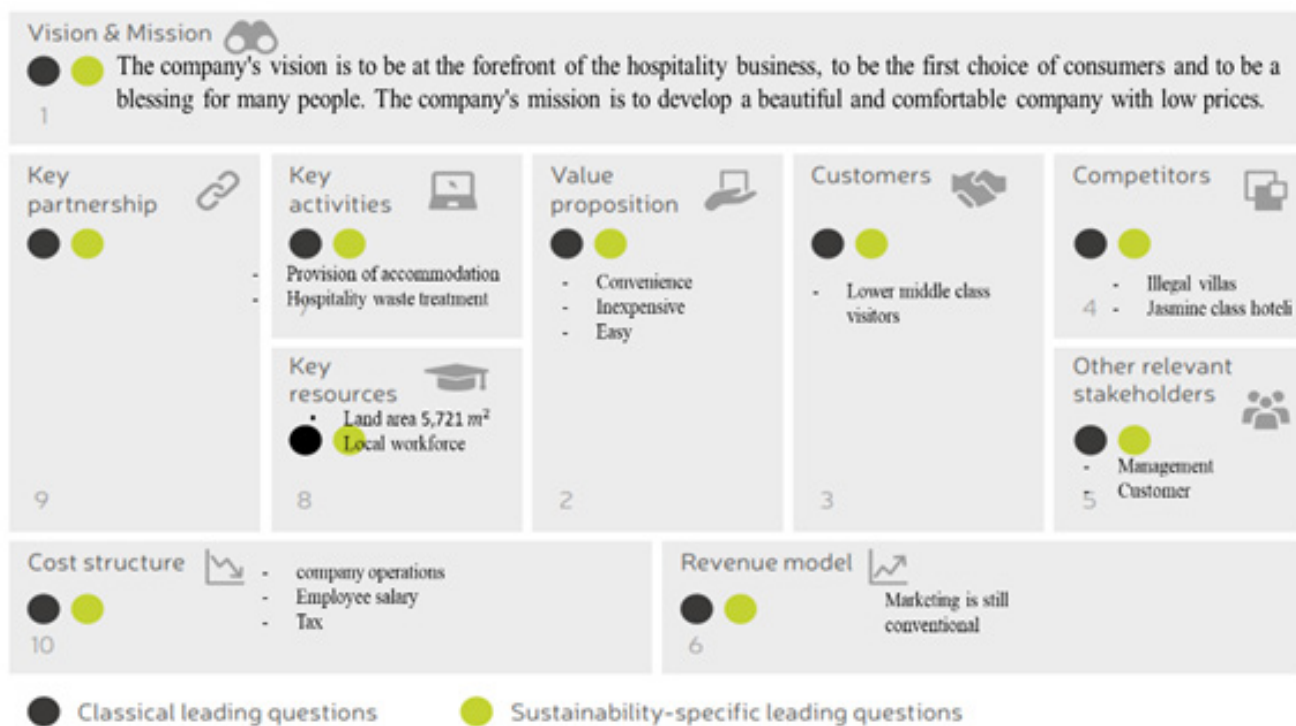 Vision & Mission
The company's vision is to be at the forefront of the hospitality business, to be the first choice of consumers and to be a
blessing for many people. The company's mission is to develop a beautiful and comfortable company with low prices.
1
Key
partnership
9
Key
activities
- Provision of accommodation
- Hospitality waste treatment
7
Key
resources
• Land area 5,721 m²
Local workforce
8
Value
proposition
- Convenience
- Inexpensive
- Easy
2
Customers
- Lower middle class
visitors
3
Competitors
- Illegal villas
- Jasmine class hoteli
4
Other relevant
stakeholders
- Management
- Customer
5
Cost structure
- company operations
- Employee salary
- Tax
10
Revenue model
Marketing is still
conventional
6
Classical leading questions
Sustainability-specific leading questions